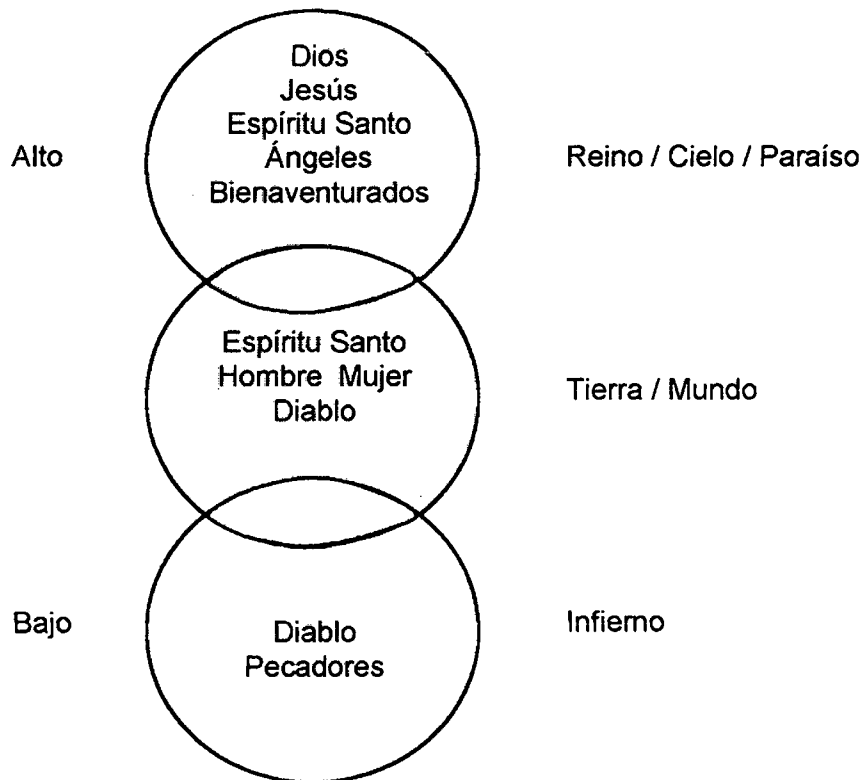 Dios
Jesús
Espíritu Santo
Alto
Ángeles
Reino / Cielo / Paraíso
Bienaventurados
Espíritu Santo
Hombre Mujer
Tierra / Mundo
Diablo
Bajo
Diablo
Infierno
Pecadores